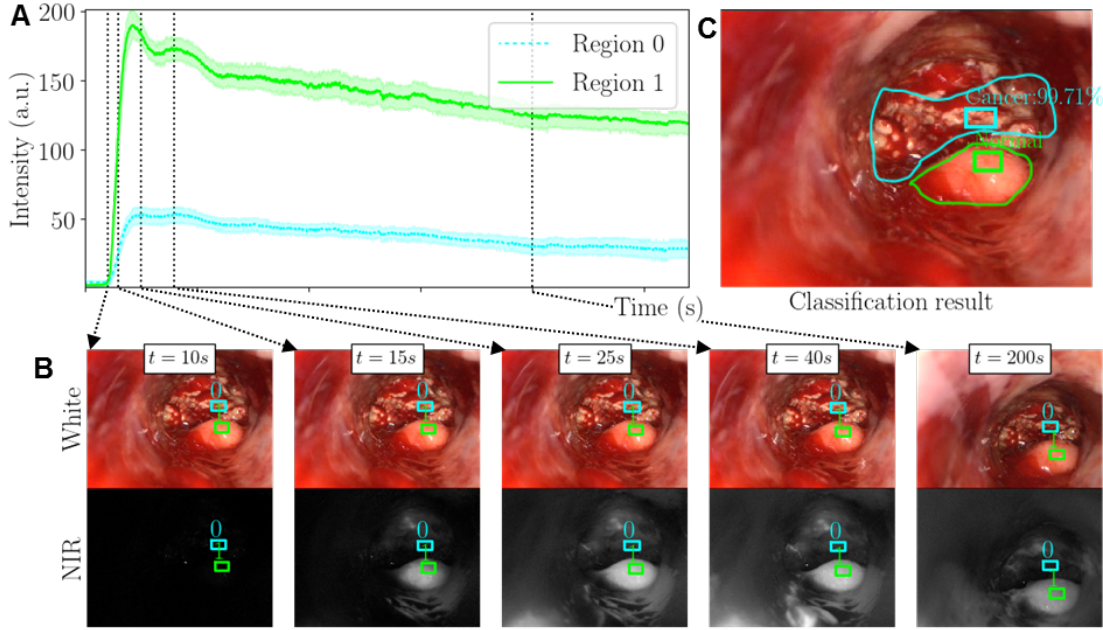 A
200
150
100
50
Intensity (a.u.)
Region 0
Region 1
Time (s)
C
Cancer:99.71%
Normal
Classification result
B
t = 10s
t = 15s
t = 25s
t = 40s
t = 200s
White
0
0
0
0
0
NIR
0
0
0
0
0